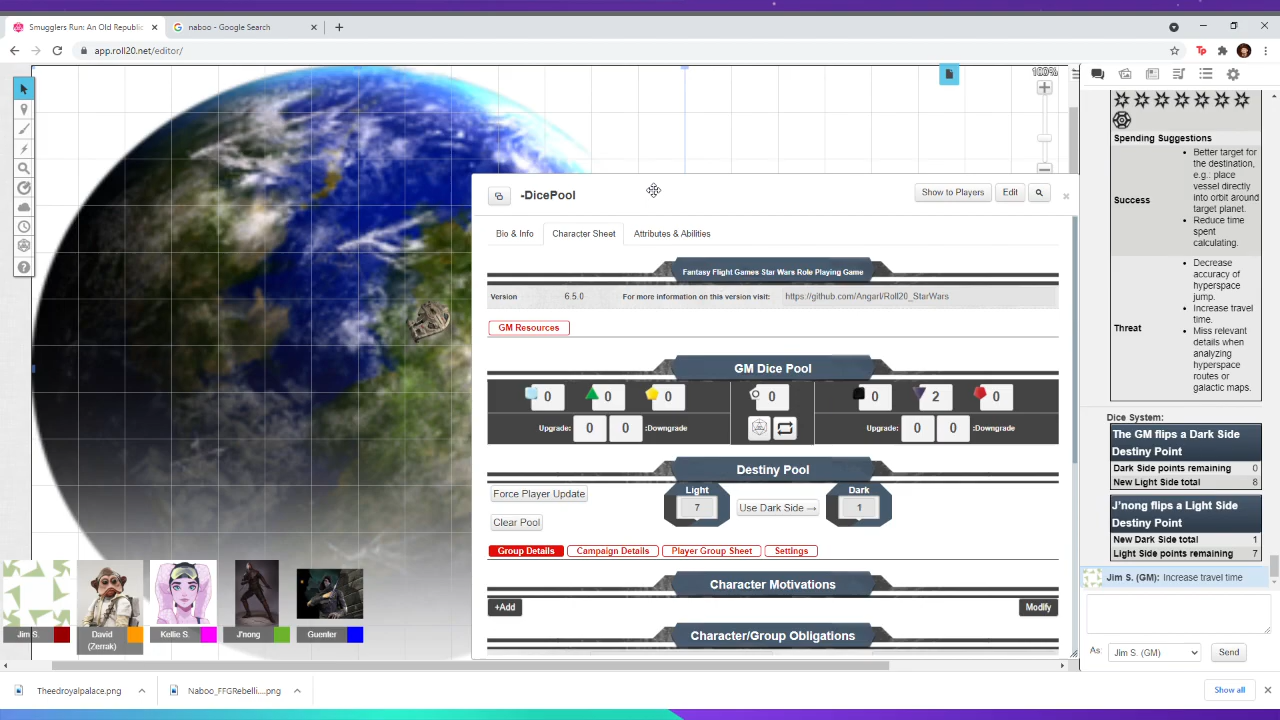 Smugglers Run: An Old Republic
naboo - Google Search
app.roll20.net/editor/
100%
-DicePool
Show to Players
Edit
Bio & Info
Character Sheet
Attributes & Abilities
Fantasy Flight Games Star Wars Role Playing Game
Version
6.5.0
For more information on this version visit:
https://github.com/Angarl/Roll20_StarWars
GM Resources
GM Dice Pool
0
0
0
0
0
2
0
Upgrade:
0
0
:Downgrade
Upgrade:
0
0
:Downgrade
Destiny Pool
Force Player Update
Clear Pool
Light
7
Use Dark Side →
Dark
1
Group Details
Campaign Details
Player Group Sheet
Settings
Character Motivations
+Add
Modify
Character/Group Obligations
Jim S.
David
(Zerrak)
Kellie S.
J'nong
Guenter
Spending Suggestions
Success
Better target for
the destination,
e.g.: place
vessel directly
into orbit around
target planet.
Reduce time
spent
calculating.
Threat
Decrease
accuracy of
hyperspace
jump.
Increase travel
time.
Miss relevant
details when
analyzing
hyperspace
routes or
galactic maps.
Dice System:
The GM flips a Dark Side
Destiny Point
Dark Side points remaining 0
New Light Side total 8
J'nong flips a Light Side
Destiny Point
New Dark Side total 1
Light Side points remaining 7
Jim S. (GM): Increase travel time
As:
Jim S. (GM)
Send
Theedroyalpalace.png
Naboo_FFGRebelli....png
Show all